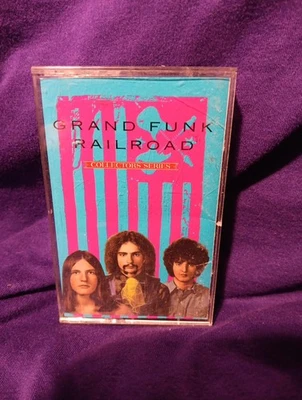 GRAND FUNK
RAILROAD
COLLECTORS SERIES